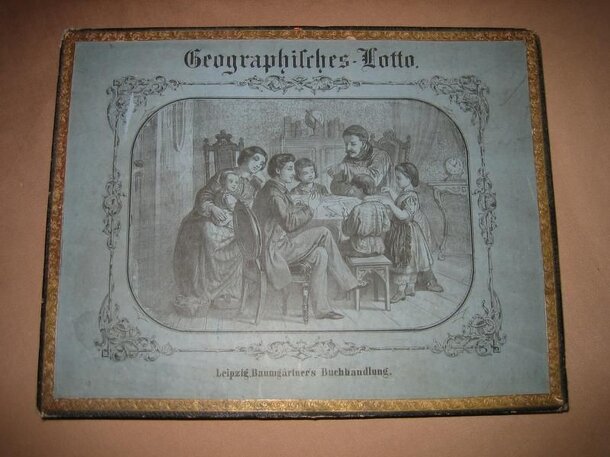 Geographiſches-Lotto.
Leipzig, Baumgärtner's Buchhandlung.